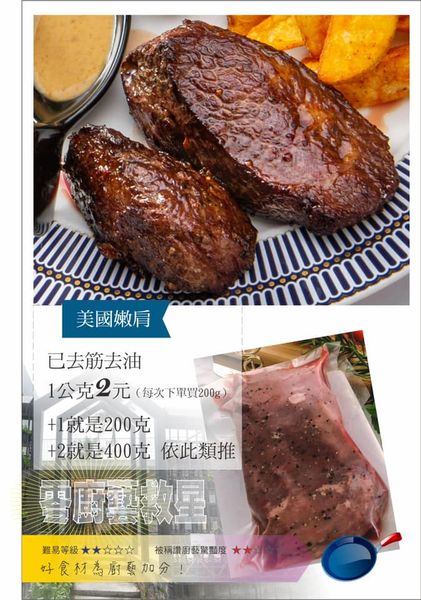 美國嫩肩
已去筋去油
1公克2元（每次下單買200g）
+1就是200克
+2就是400克 依此類推
零廚藝救星
難易等級 ★★☆☆☆ 被稱讚廚藝驚豔度 ★★☆☆☆
好食材為廚藝加分！